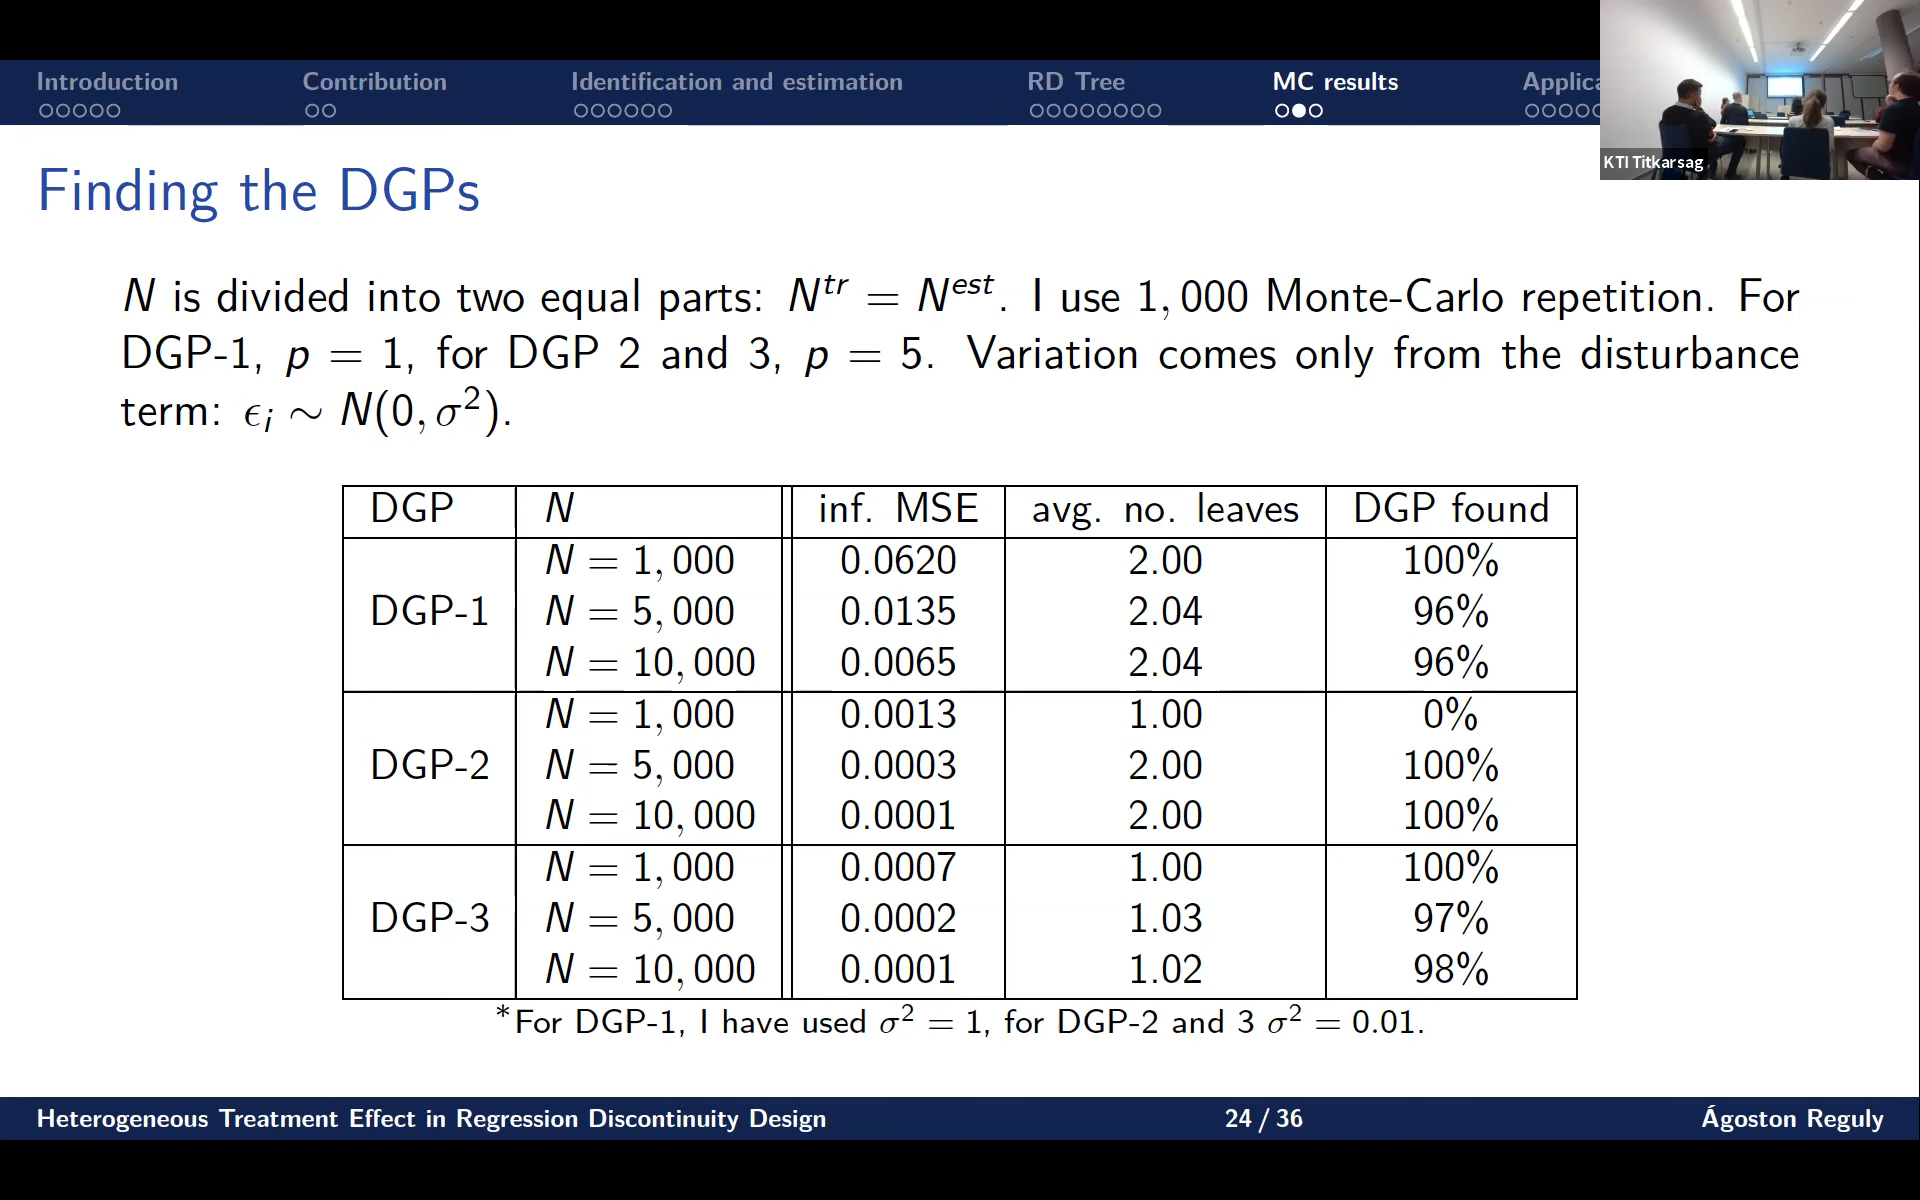 Introduction Contribution Identification and estimation RD Tree MC results Applica
KTI Titkarsag
Finding the DGPs
N is divided into two equal parts: N^tr = N^est. I use 1,000 Monte-Carlo repetition. For
DGP-1, p = 1, for DGP 2 and 3, p = 5. Variation comes only from the disturbance
term: ϵ_i ∼ N(0, σ²).
DGP N inf. MSE avg. no. leaves DGP found
N = 1,000 0.0620 2.00 100%
DGP-1 N = 5,000 0.0135 2.04 96%
N = 10,000 0.0065 2.04 96%
N = 1,000 0.0013 1.00 0%
DGP-2 N = 5,000 0.0003 2.00 100%
N = 10,000 0.0001 2.00 100%
N = 1,000 0.0007 1.00 100%
DGP-3 N = 5,000 0.0002 1.03 97%
N = 10,000 0.0001 1.02 98%
*For DGP-1, I have used σ² = 1, for DGP-2 and 3 σ² = 0.01.
Heterogeneous Treatment Effect in Regression Discontinuity Design 24 / 36 Ágoston Reguly